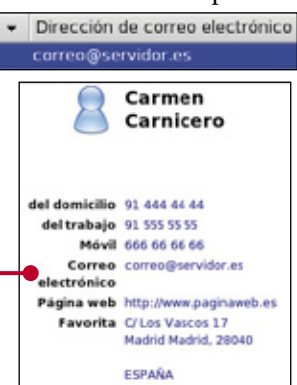 Dirección de correo electrónico
correo@servidor.es
Carmen
Carnicero
del domicilio 91 444 44 44
del trabajo 91 555 55 55
Móvil 666 66 66 66
Correo correo@servidor.es
electrónico
Página web http://www.paginaweb.es
Favorita C/ Los Vascos 17
Madrid Madrid, 28040
ESPAÑA